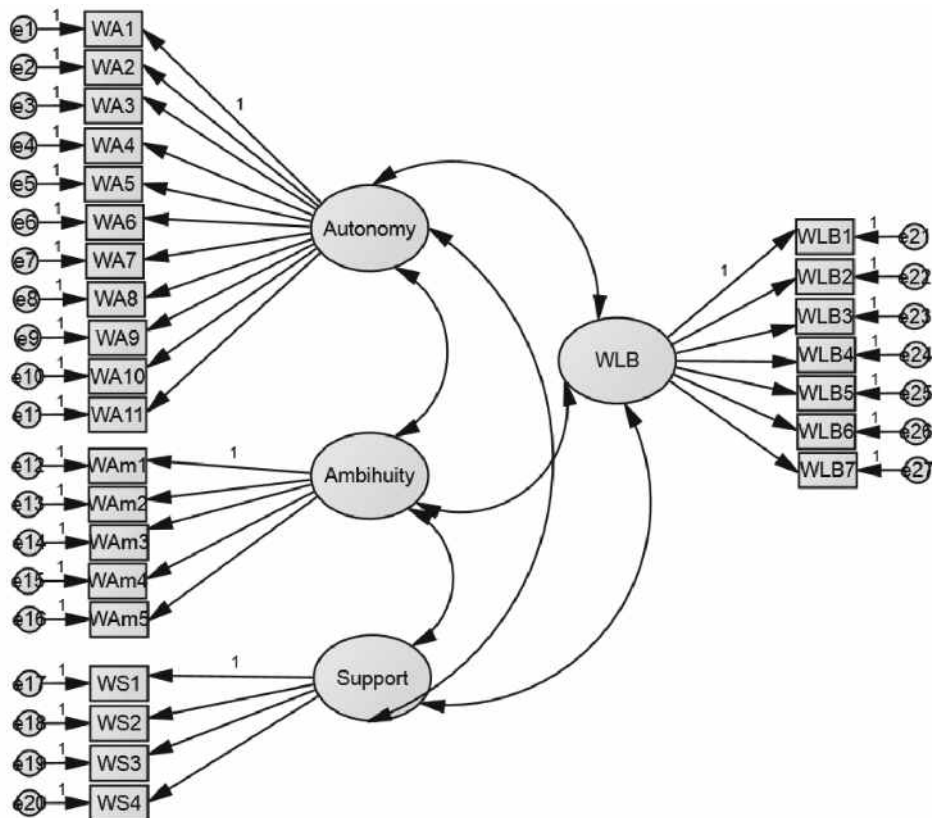 e1 1 WA1
e2 1 WA2
e3 1 WA3
e4 1 WA4
e5 1 WA5
e6 1 WA6
e7 1 WA7
e8 1 WA8
e9 1 WA9
e10 1 WA10
e11 1 WA11
1
Autonomy
e12 1 WAm1
e13 1 WAm2
e14 1 WAm3
e15 1 WAm4
e16 1 WAm5
1
Ambihuity
e17 1 WS1
e18 1 WS2
e19 1 WS3
e20 1 WS4
1
Support
WLB
1
WLB1 1 e21
WLB2 1 e22
WLB3 1 e23
WLB4 1 e24
WLB5 1 e25
WLB6 1 e26
WLB7 1 e27